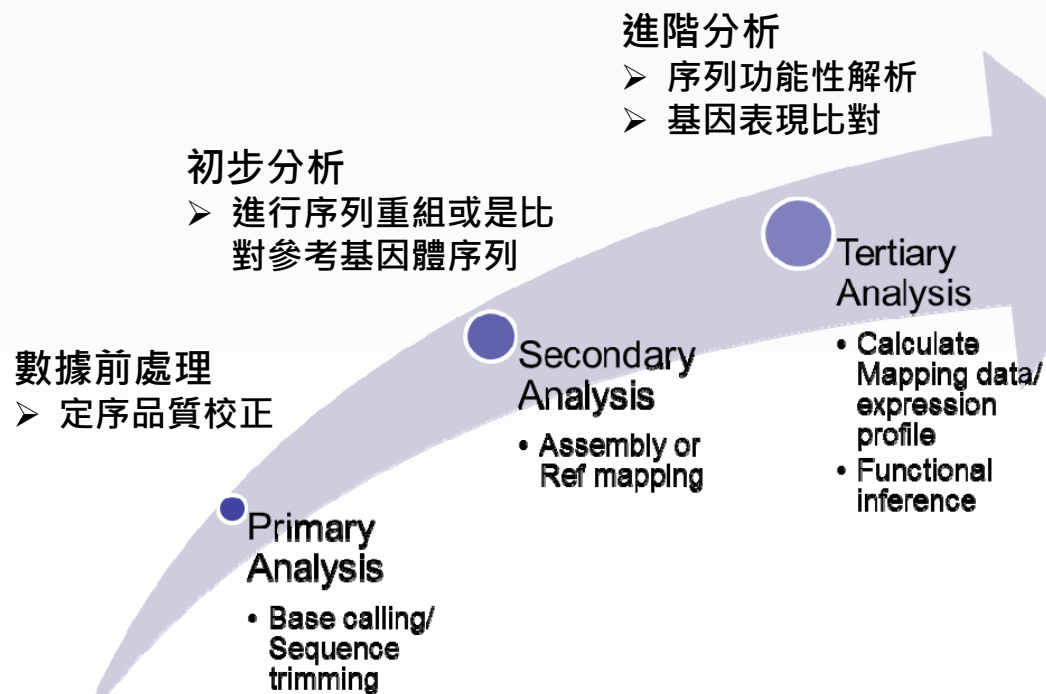 進階分析
➢ 序列功能性解析
➢ 基因表現比對
初步分析
➢ 進行序列重組或是比
對參考基因體序列
數據前處理
➢ 定序品質校正
Primary
Analysis
• Base calling/
Sequence
trimming
Secondary
Analysis
• Assembly or
Ref mapping
Tertiary
Analysis
• Calculate
Mapping data/
expression
profile
• Functional
inference